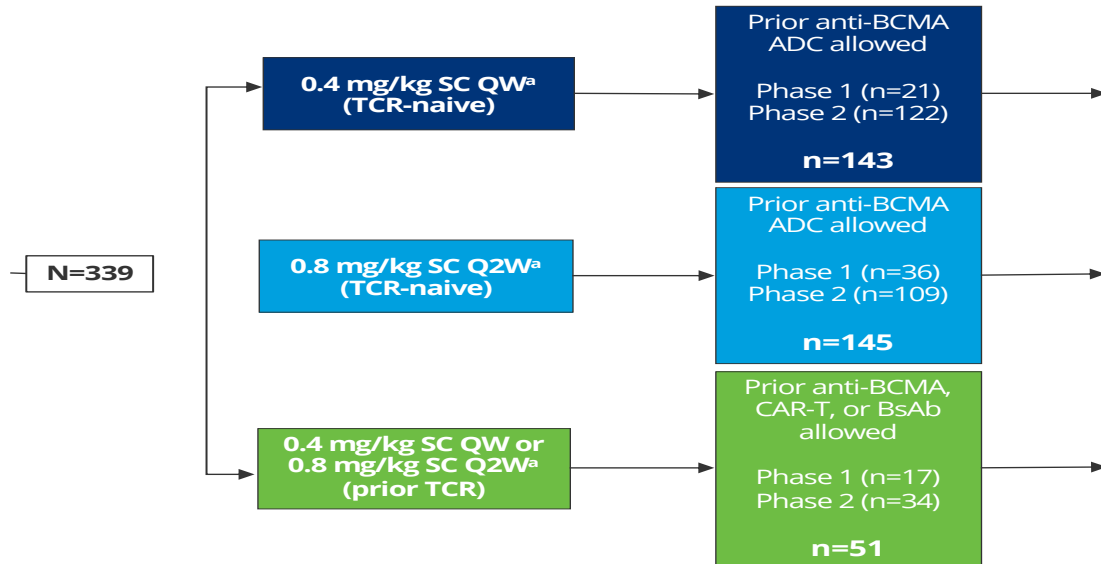 N=339
0.4 mg/kg SC QWᵃ
(TCR-naive)
Prior anti-BCMA
ADC allowed
Phase 1 (n=21)
Phase 2 (n=122)
n=143
0.8 mg/kg SC Q2Wᵃ
(TCR-naive)
Prior anti-BCMA
ADC allowed
Phase 1 (n=36)
Phase 2 (n=109)
n=145
0.4 mg/kg SC QW or
0.8 mg/kg SC Q2Wᵃ
(prior TCR)
Prior anti-BCMA,
CAR-T, or BsAb
allowed
Phase 1 (n=17)
Phase 2 (n=34)
n=51